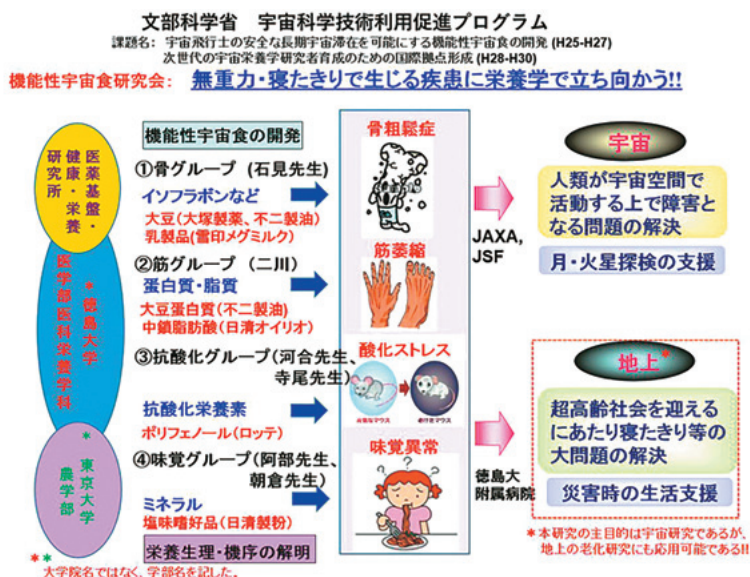 文部科学省　宇宙科学技術利用促進プログラム
課題名：宇宙飛行士の安全な長期宇宙滞在を可能にする機能性宇宙食の開発 (H25-H27)
次世代の宇宙栄養学研究者育成のための国際拠点形成 (H28-H30)
機能性宇宙食研究会：　無重力・寝たきりで生じる疾患に栄養学で立ち向かう!!
医薬基盤・
健康・栄養
研究所
*徳島大学
医学部医科栄養学科
*東京大学
農学部
機能性宇宙食の開発
①骨グループ (石見先生)
イソフラボンなど
大豆(大塚製薬、不二製油)
乳製品(雪印メグミルク)
②筋グループ (二川)
蛋白質・脂質
大豆蛋白質(不二製油)
中鎖脂肪酸(日清オイリオ)
③抗酸化グループ(河合先生、
寺尾先生)
抗酸化栄養素
ポリフェノール(ロッテ)
④味覚グループ(阿部先生、
朝倉先生)
ミネラル
塩味嗜好品(日清製粉)
栄養生理・機序の解明
**
大学院名ではなく、学部名を記した。
骨粗鬆症
筋萎縮
酸化ストレス
味覚異常
JAXA,
JSF
徳島大
附属病院
宇宙
人類が宇宙空間で
活動する上で障害と
なる問題の解決
月・火星探検の支援
地上*
超高齢社会を迎える
にあたり寝たきり等の
大問題の解決
災害時の生活支援
*本研究の主目的は宇宙研究であるが、
地上の老化研究にも応用可能である!!